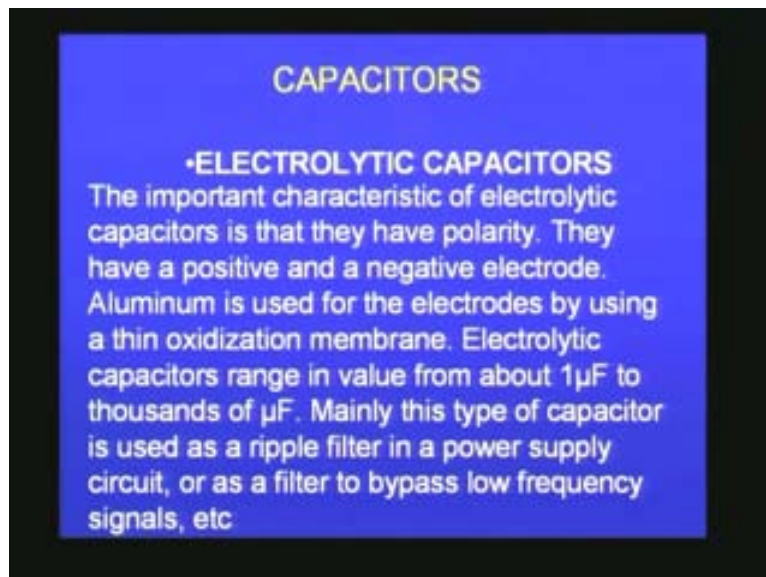 CAPACITORS
•ELECTROLYTIC CAPACITORS
The important characteristic of electrolytic
capacitors is that they have polarity. They
have a positive and a negative electrode.
Aluminum is used for the electrodes by using
a thin oxidization membrane. Electrolytic
capacitors range in value from about 1µF to
thousands of µF. Mainly this type of capacitor
is used as a ripple filter in a power supply
circuit, or as a filter to bypass low frequency
signals, etc